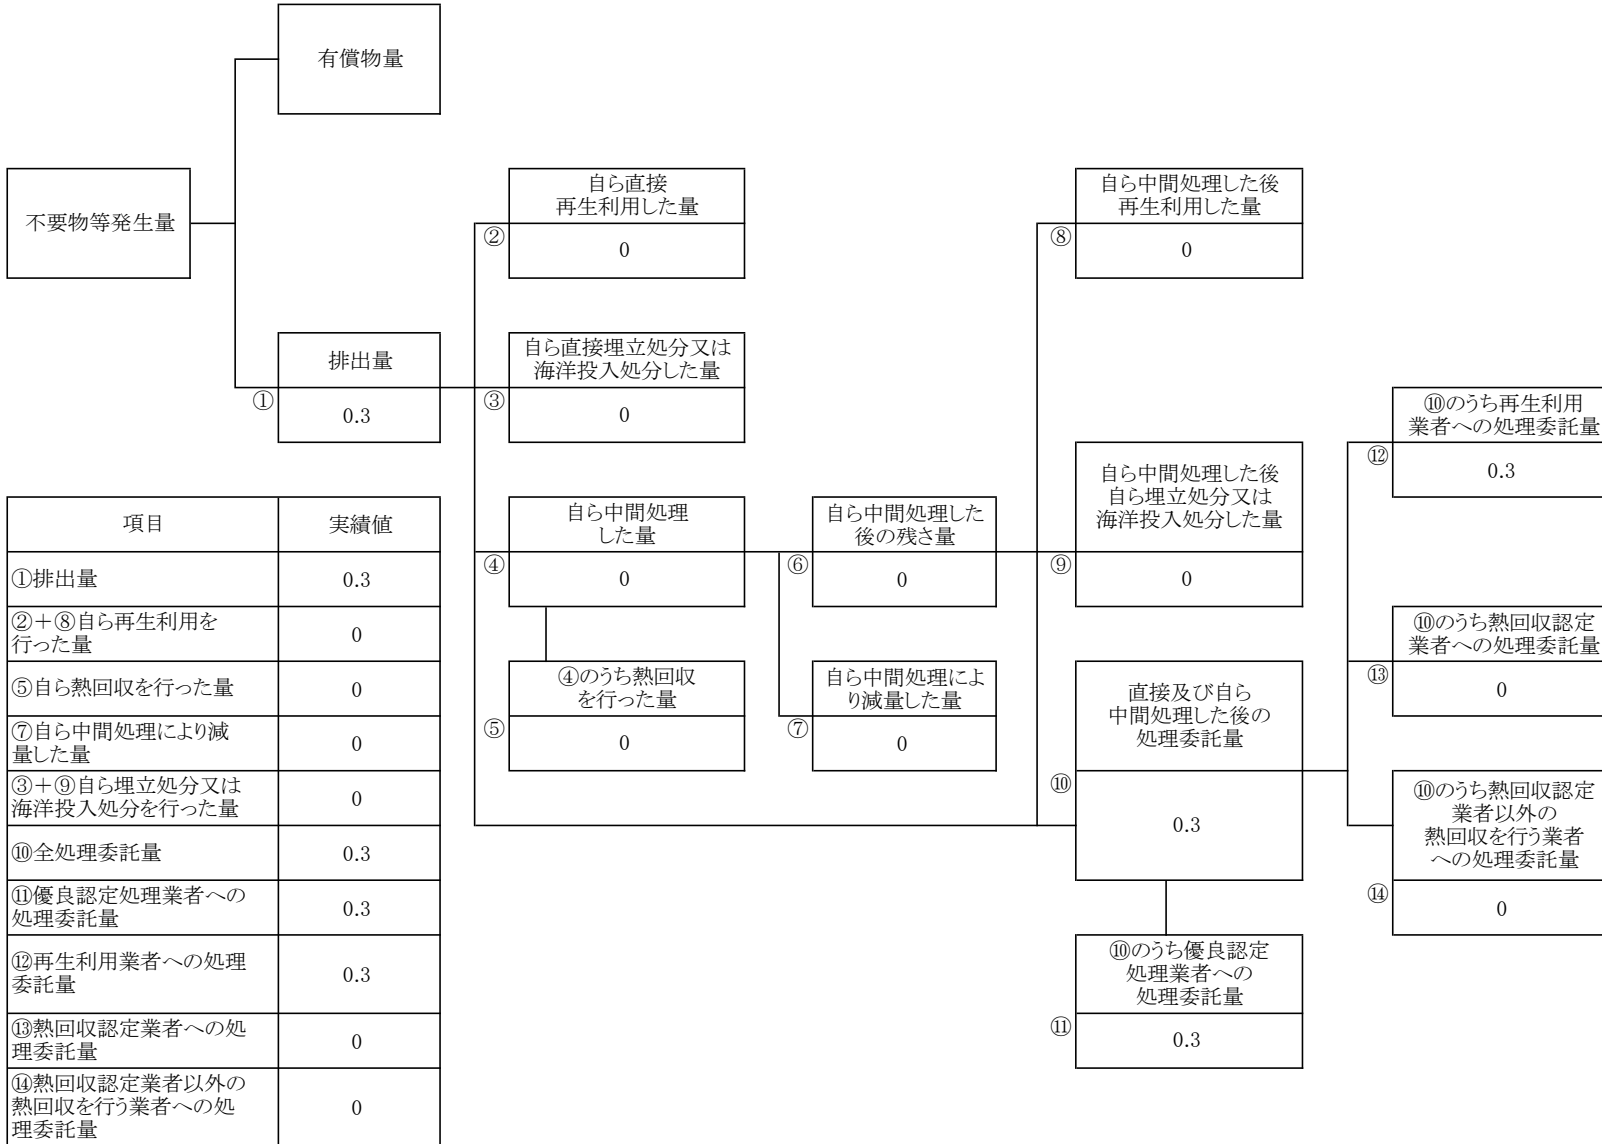 有償物量
不要物等発生量
自ら直接
再生利用した量
②
0
自ら中間処理した後
再生利用した量
⑧
0
排出量
①
0.3
自ら直接埋立処分又は
海洋投入処分した量
③
0
⑩のうち再生利用
業者への処理委託量
⑫
0.3
自ら中間処理
した量
④
0
自ら中間処理した
後の残さ量
⑥
0
自ら中間処理した後
自ら埋立処分又は
海洋投入処分した量
⑨
0
⑩のうち熱回収認定
業者への処理委託量
⑬
0
④のうち熱回収
を行った量
⑤
0
自ら中間処理によ
り減量した量
⑦
0
直接及び自ら
中間処理した後の
処理委託量
⑩
0.3
⑩のうち熱回収認定
業者以外の
熱回収を行う業者
への処理委託量
⑭
0
⑩のうち優良認定
処理業者への
処理委託量
⑪
0.3
項目 実績値
①排出量 0.3
②+⑧自ら再生利用を
行った量 0
⑤自ら熱回収を行った量 0
⑦自ら中間処理により減
量した量 0
③+⑨自ら埋立処分又は
海洋投入処分を行った量 0
⑩全処理委託量 0.3
⑪優良認定処理業者への
処理委託量 0.3
⑫再生利用業者への処理
委託量 0.3
⑬熱回収認定業者への処
理委託量 0
⑭熱回収認定業者以外の
熱回収を行う業者への処
理委託量 0